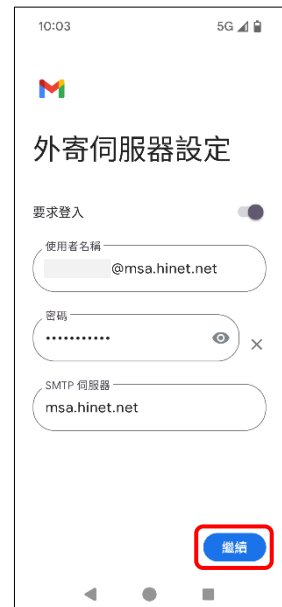 10:03 5G
外寄伺服器設定
要求登入
使用者名稱
@msa.hinet.net
密碼
•••••••••••
SMTP 伺服器
msa.hinet.net
繼續